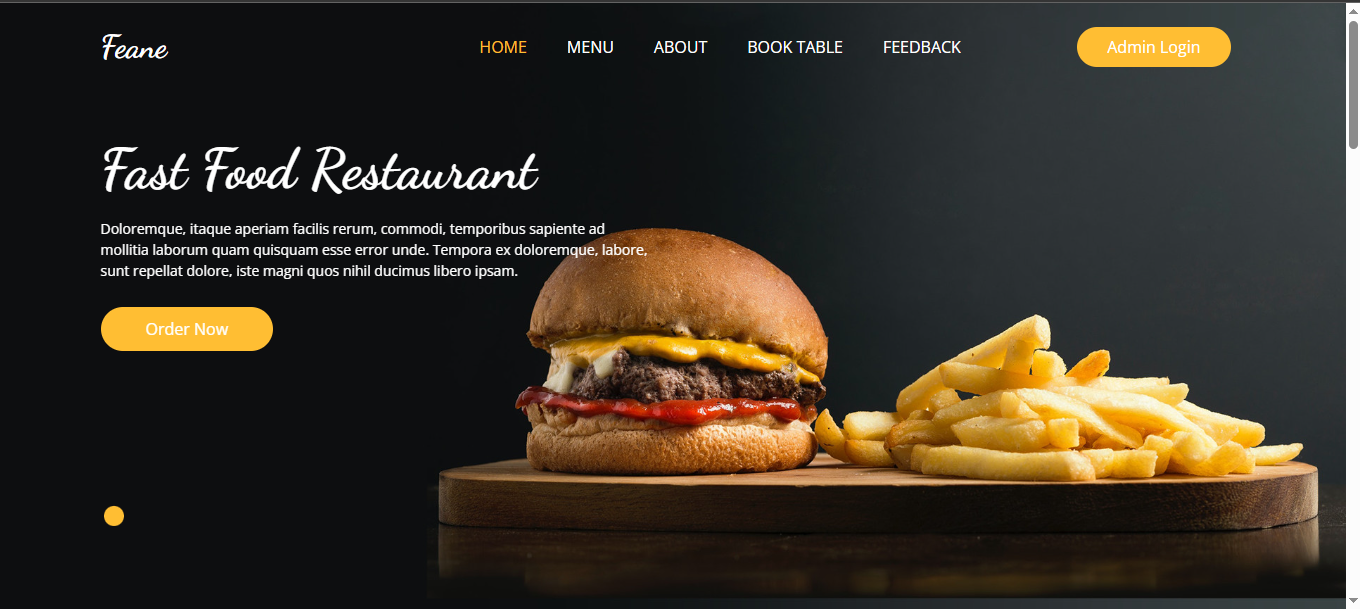 Feane
HOME
MENU
ABOUT
BOOK TABLE
FEEDBACK
Admin Login
Fast Food Restaurant
Doloremque, itaque aperiam facilis rerum, commodi, temporibus sapiente ad
mollitia laborum quam quisquam esse error unde. Tempora ex doloremque, labore,
sunt repellat dolore, iste magni quos nihil ducimus libero ipsam.
Order Now